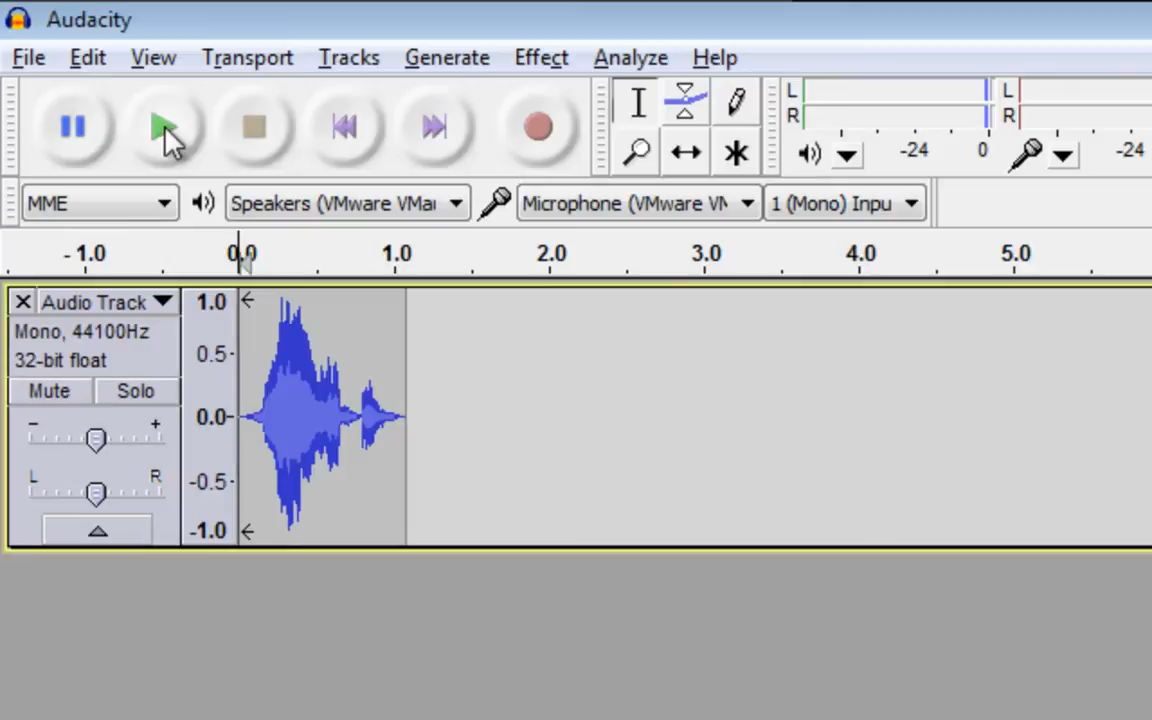 Audacity
File Edit View Transport Tracks Generate Effect Analyze Help
L L
R R
-24 0 -24
MME Speakers (VMware VMau Microphone (VMware VM 1 (Mono) Inpu
- 1.0 0.0 1.0 2.0 3.0 4.0 5.0
Audio Track 1.0
Mono, 44100Hz
32-bit float 0.5
Mute Solo
0.0
- +
L R -0.5
-1.0